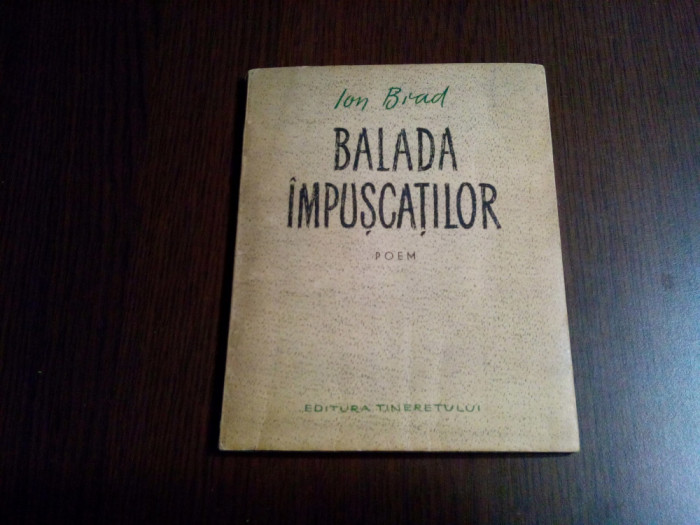 Ion Brad
BALADA
ÎMPUȘCAȚILOR
POEM
EDITURA TINERETULUI